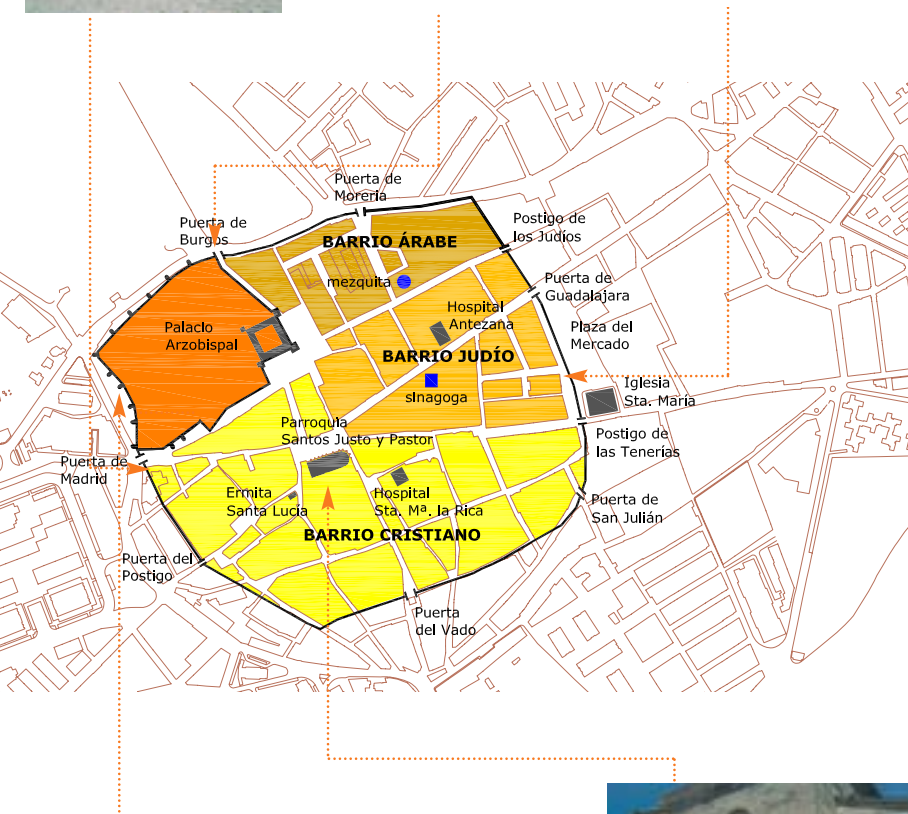 Puerta de
Morería
Puerta de
Burgos
Postigo de
los Judíos
BARRIO ÁRABE
mezquita
Puerta de
Guadalajara
Hospital
Antezana
Palacio
Arzobispal
Plaza del
Mercado
BARRIO JUDÍO
sinagoga
Iglesia
Sta. María
Parroquia
Santos Justo y Pastor
Postigo de
las Tenerías
Puerta de
Madrid
Ermita
Santa Lucía
Hospital
Sta. Mª. la Rica
Puerta de
San Julián
BARRIO CRISTIANO
Puerta del
Postigo
Puerta
del Vado